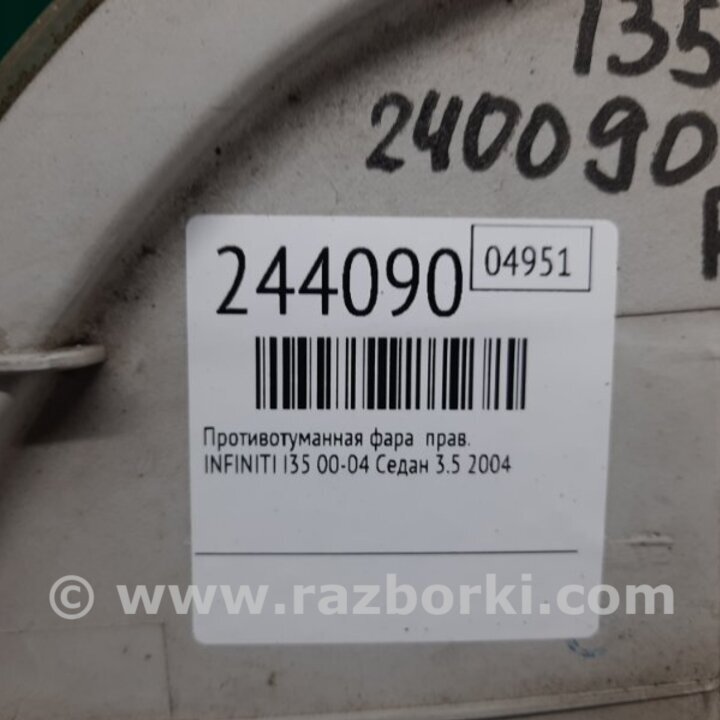 I35
240090
244090 04951
Противотуманная фара прав.
INFINITI I35 00-04 Седан 3.5 2004
© www.razborki.com